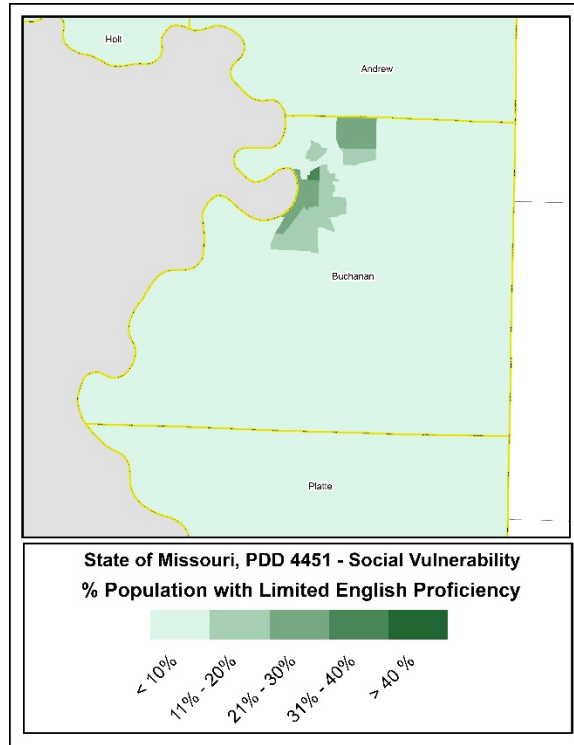 Holt
Andrew
Buchanan
Platte
State of Missouri, PDD 4451 - Social Vulnerability
% Population with Limited English Proficiency
< 10%
11% - 20%
21% - 30%
31% - 40%
> 40 %